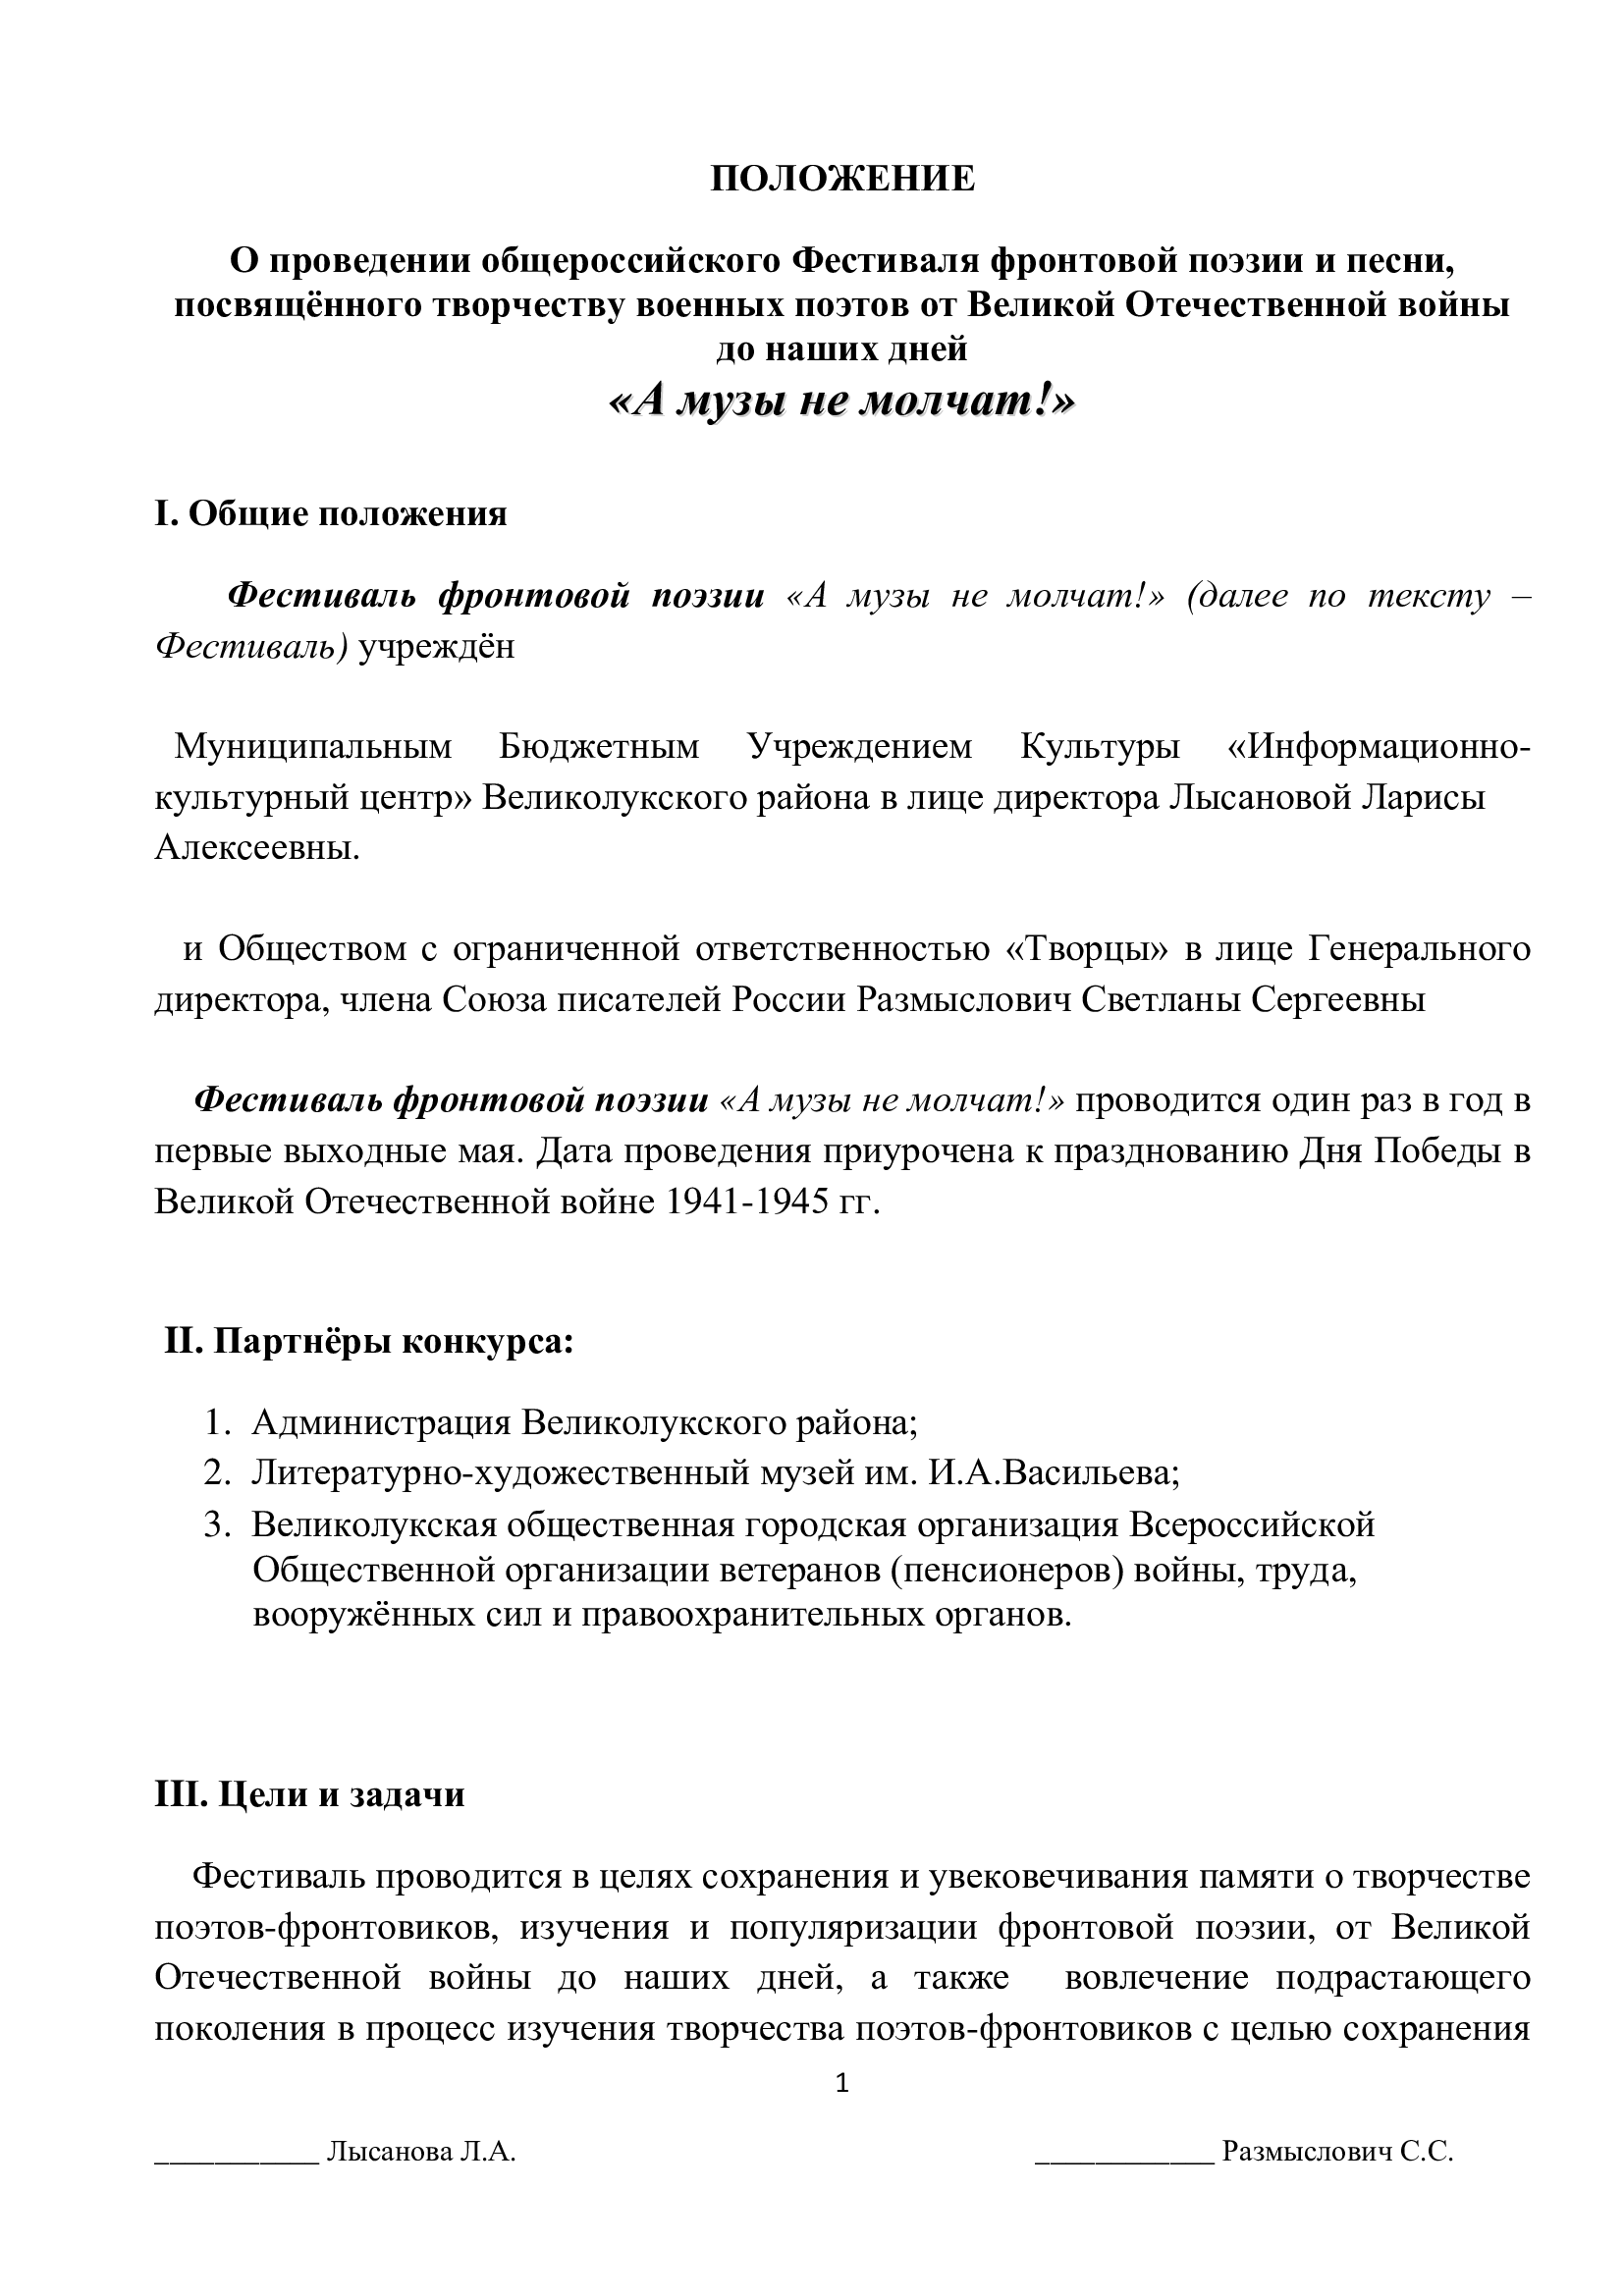 ПОЛОЖЕНИЕ
О проведении общероссийского Фестиваля фронтовой поэзии и песни,
посвящённого творчеству военных поэтов от Великой Отечественной войны
до наших дней
«А музы не молчат!»
I. Общие положения
Фестиваль фронтовой поэзии «А музы не молчат!» (далее по тексту –
Фестиваль) учреждён
Муниципальным Бюджетным Учреждением Культуры «Информационно-
культурный центр» Великолукского района в лице директора Лысановой Ларисы
Алексеевны.
и Обществом с ограниченной ответственностью «Творцы» в лице Генерального
директора, члена Союза писателей России Размыслович Светланы Сергеевны
Фестиваль фронтовой поэзии «А музы не молчат!» проводится один раз в год в
первые выходные мая. Дата проведения приурочена к празднованию Дня Победы в
Великой Отечественной войне 1941-1945 гг.
II. Партнёры конкурса:
1. Администрация Великолукского района;
2. Литературно-художественный музей им. И.А.Васильева;
3. Великолукская общественная городская организация Всероссийской
Общественной организации ветеранов (пенсионеров) войны, труда,
вооружённых сил и правоохранительных органов.
III. Цели и задачи
Фестиваль проводится в целях сохранения и увековечивания памяти о творчестве
поэтов-фронтовиков, изучения и популяризации фронтовой поэзии, от Великой
Отечественной войны до наших дней, а также вовлечение подрастающего
поколения в процесс изучения творчества поэтов-фронтовиков с целью сохранения
1
___________ Лысанова Л.А. ____________ Размыслович С.С.